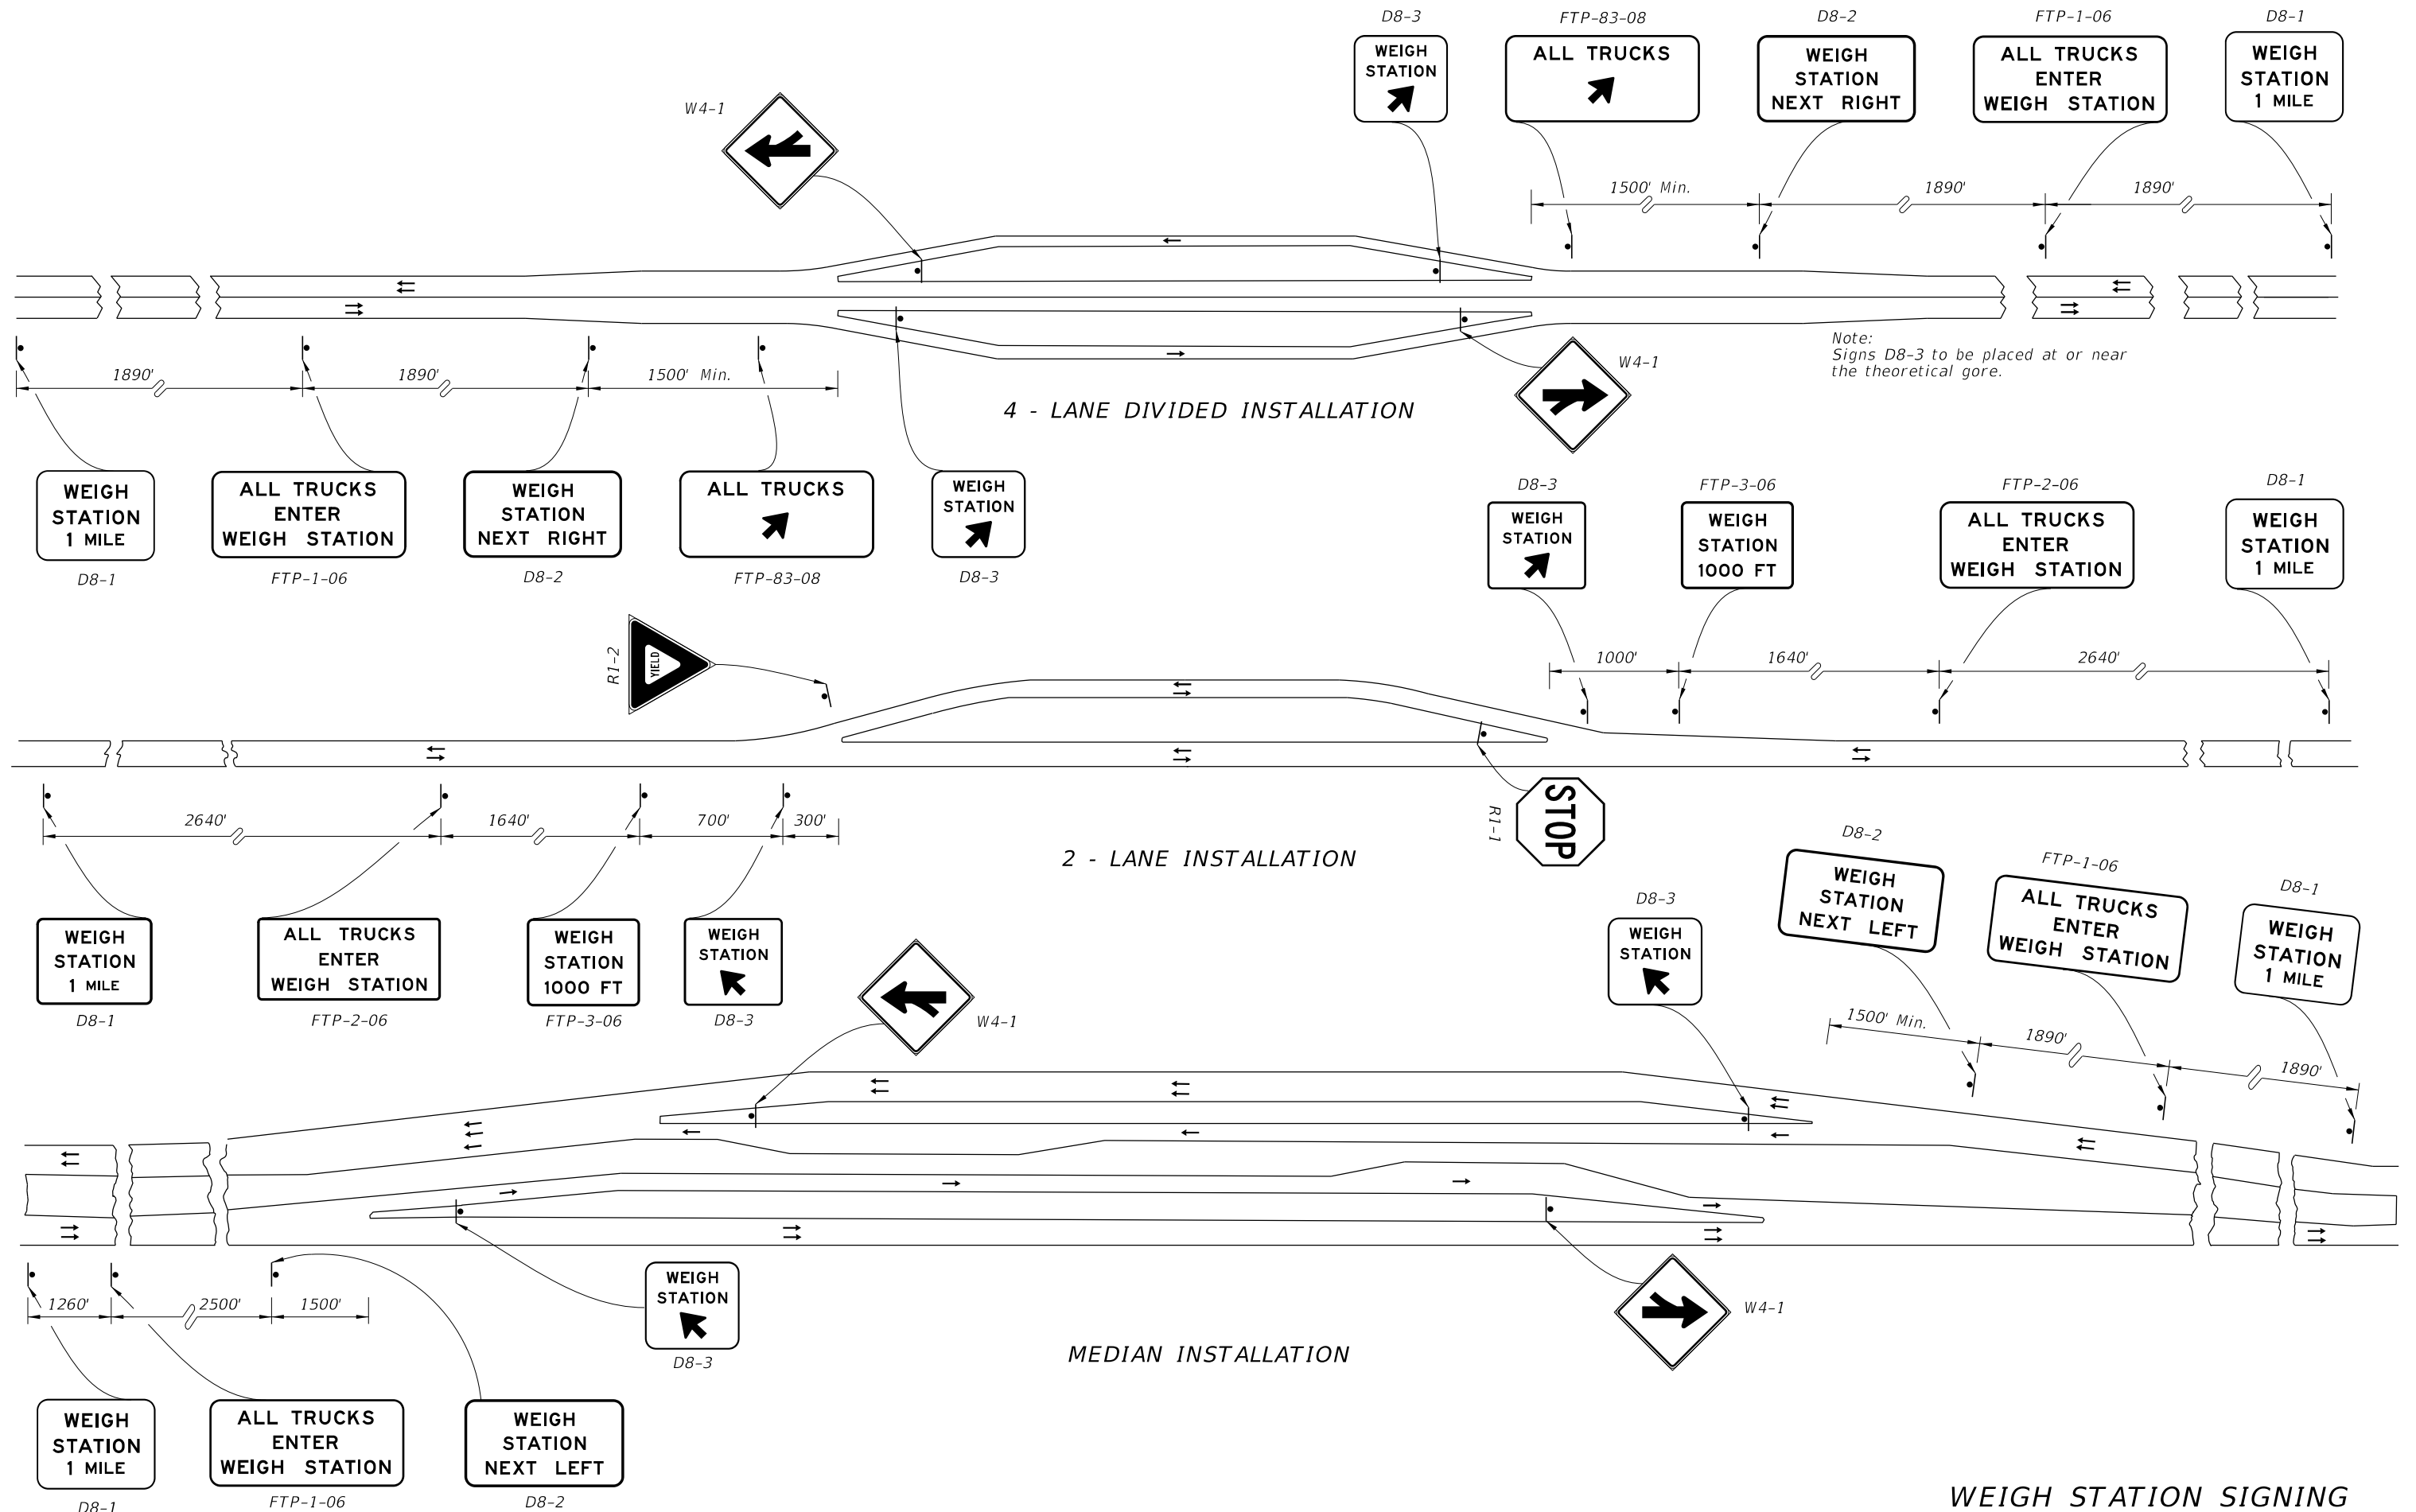 D8-3
FTP-83-08
D8-2
FTP-1-06
D8-1
WEIGH
STATION
ALL TRUCKS
WEIGH
STATION
NEXT RIGHT
ALL TRUCKS
ENTER
WEIGH STATION
WEIGH
STATION
1 MILE
W4-1
1500' Min.
1890'
1890'
Note:
Signs D8-3 to be placed at or near
the theoretical gore.
1890'
1890'
1500' Min.
W4-1
4 - LANE DIVIDED INSTALLATION
WEIGH
STATION
1 MILE
ALL TRUCKS
ENTER
WEIGH STATION
WEIGH
STATION
NEXT RIGHT
ALL TRUCKS
WEIGH
STATION
D8-1
FTP-1-06
D8-2
FTP-83-08
D8-3
D8-3
FTP-3-06
FTP-2-06
D8-1
WEIGH
STATION
WEIGH
STATION
1000 FT
ALL TRUCKS
ENTER
WEIGH STATION
WEIGH
STATION
1 MILE
R1-2
YIELD
1000'
1640'
2640'
2640'
1640'
700'
300'
R1-1
STOP
2 - LANE INSTALLATION
WEIGH
STATION
1 MILE
ALL TRUCKS
ENTER
WEIGH STATION
WEIGH
STATION
1000 FT
WEIGH
STATION
D8-1
FTP-2-06
FTP-3-06
D8-3
W4-1
D8-3
WEIGH
STATION
D8-2
WEIGH
STATION
NEXT LEFT
FTP-1-06
ALL TRUCKS
ENTER
WEIGH STATION
D8-1
WEIGH
STATION
1 MILE
1500' Min.
1890'
1890'
1260'
2500'
1500'
WEIGH
STATION
D8-3
W4-1
MEDIAN INSTALLATION
WEIGH
STATION
1 MILE
ALL TRUCKS
ENTER
WEIGH STATION
WEIGH
STATION
NEXT LEFT
D8-1
FTP-1-06
D8-2
WEIGH STATION SIGNING